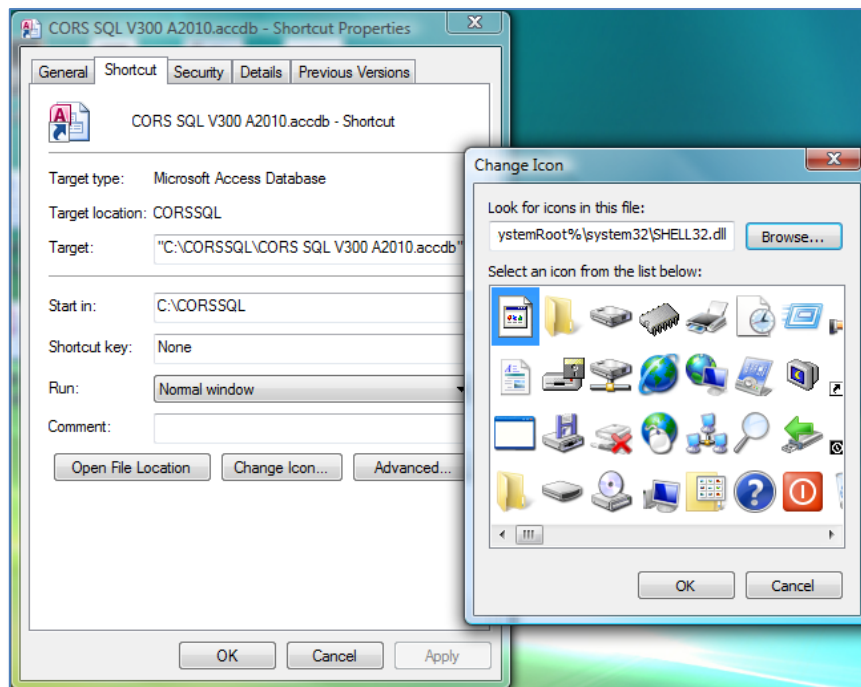 CORS SQL V300 A2010.accdb - Shortcut Properties
General Shortcut Security Details Previous Versions
CORS SQL V300 A2010.accdb - Shortcut
Target type: Microsoft Access Database
Target location: CORSSQL
Target: "C:\CORSSQL\CORS SQL V300 A2010.accdb"
Start in: C:\CORSSQL
Shortcut key: None
Run: Normal window
Comment:
Open File Location Change Icon... Advanced...
OK Cancel Apply
Change Icon
Look for icons in this file:
ystemRoot%\system32\SHELL32.dll Browse...
Select an icon from the list below:
OK Cancel